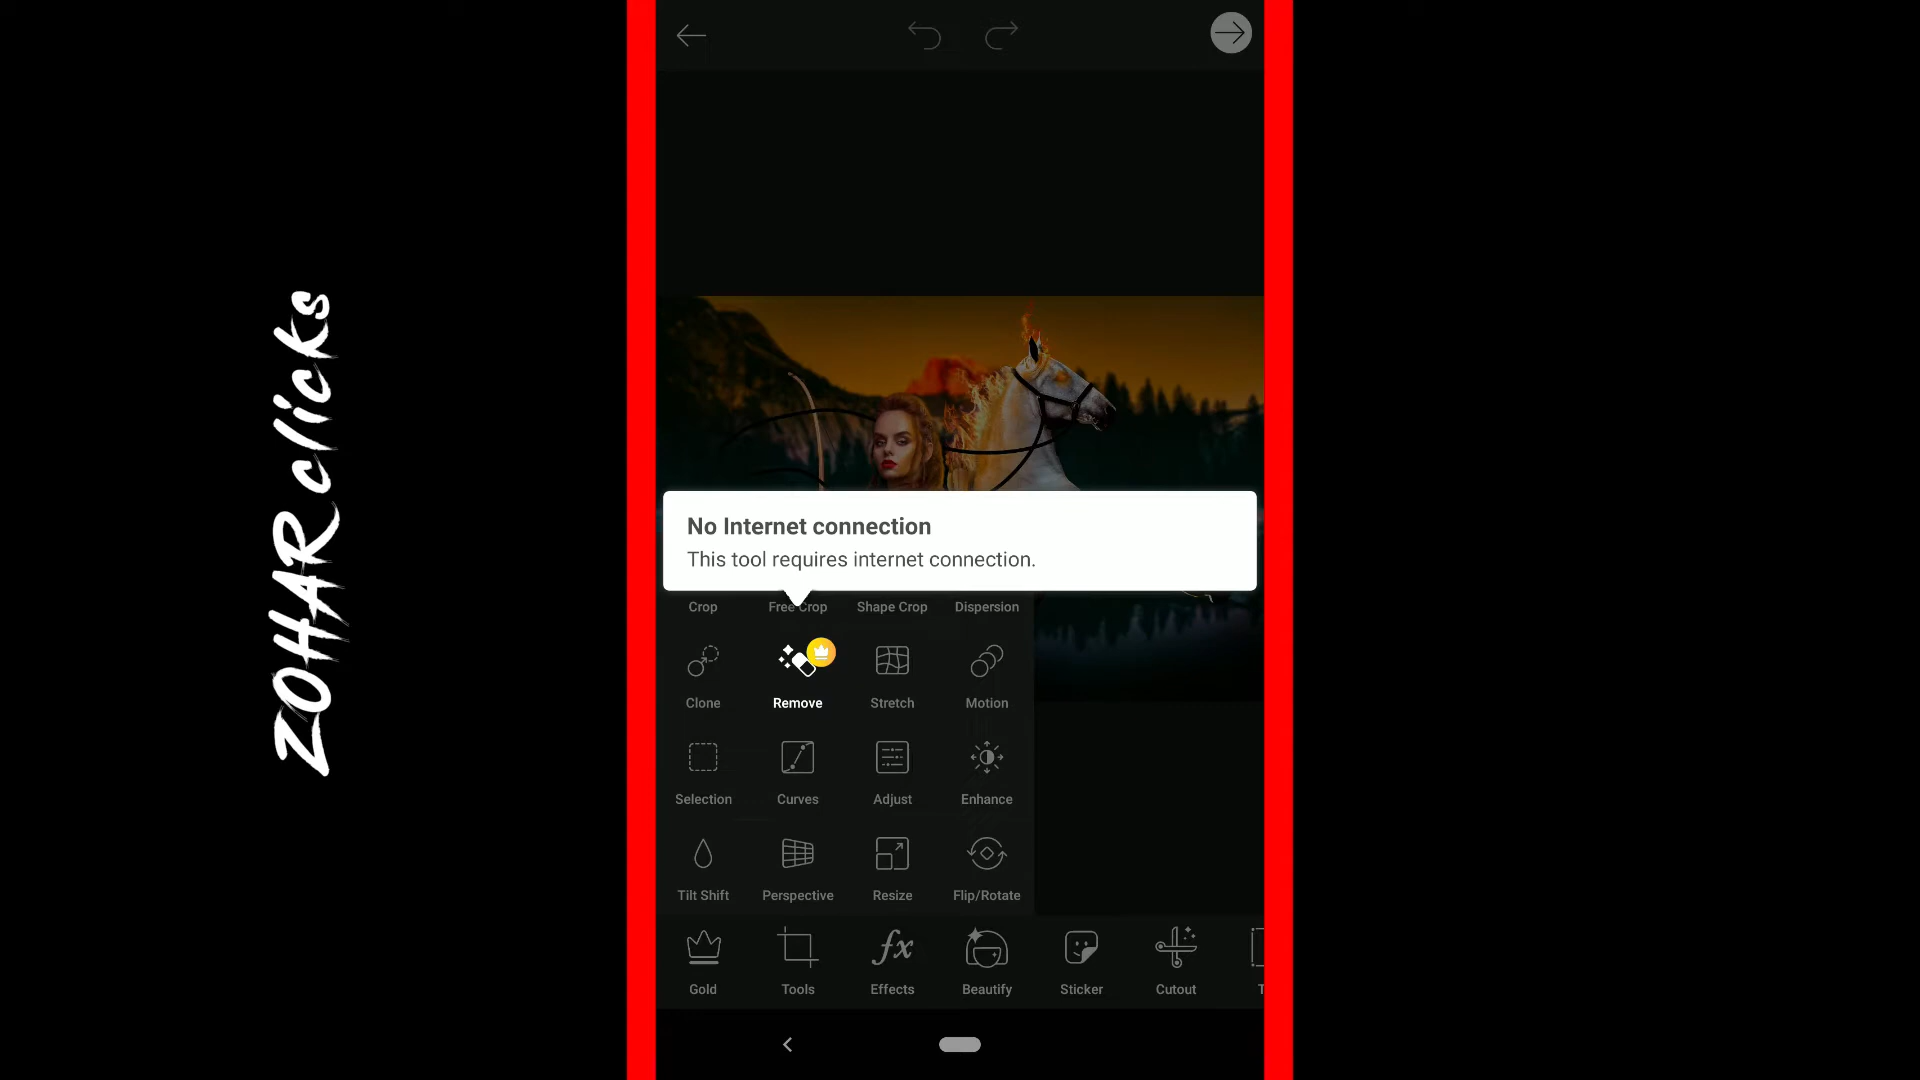 ZOHAR clicks
No Internet connection
This tool requires internet connection.
Crop Free Crop Shape Crop Dispersion
Clone Remove Stretch Motion
Selection Curves Adjust Enhance
Tilt Shift Perspective Resize Flip/Rotate
fx
Gold Tools Effects Beautify Sticker Cutout